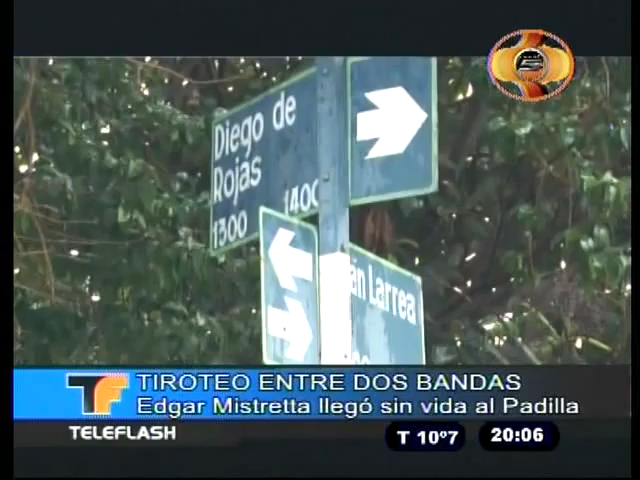 Diego de
Rojas
1300 1400
án Larrea
TIROTEO ENTRE DOS BANDAS
Edgar Mistretta llegó sin vida al Padilla
TF
TELEFLASH
T 10º7
20:06